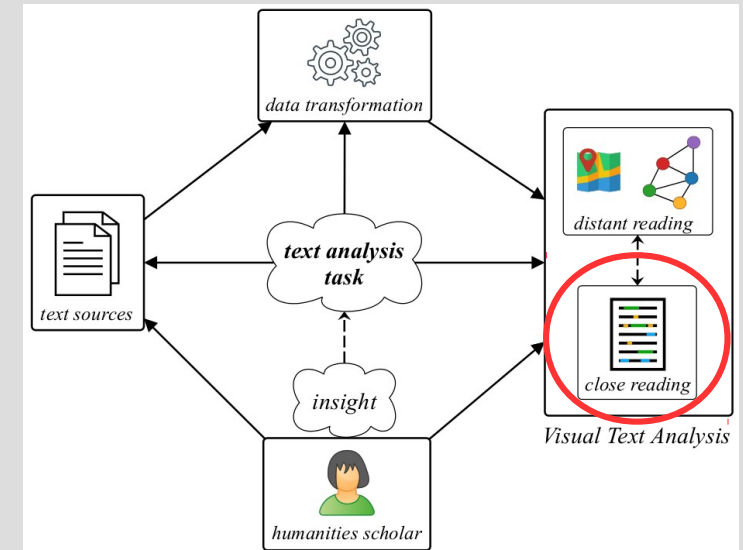 data transformation
distant reading
text analysis
task
text sources
close reading
insight
Visual Text Analysis
humanities scholar